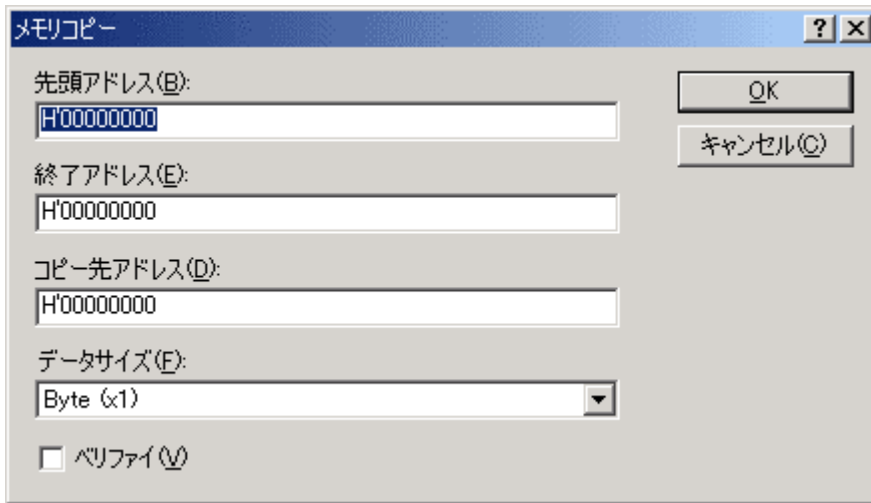 メモリコピー
先頭アドレス(B):
H'00000000
OK
キャンセル(C)
終了アドレス(E):
H'00000000
コピー先アドレス(D):
H'00000000
データサイズ(F):
Byte (x1)
ベリファイ(V)